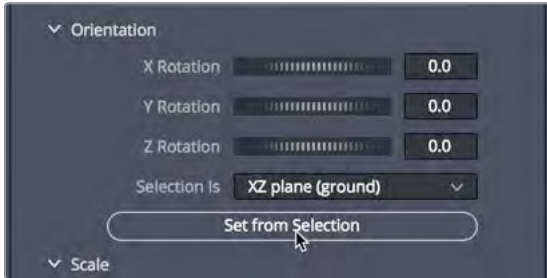 Orientation
X Rotation 0.0
Y Rotation 0.0
Z Rotation 0.0
Selection Is XZ plane (ground)
Set from Selection
Scale